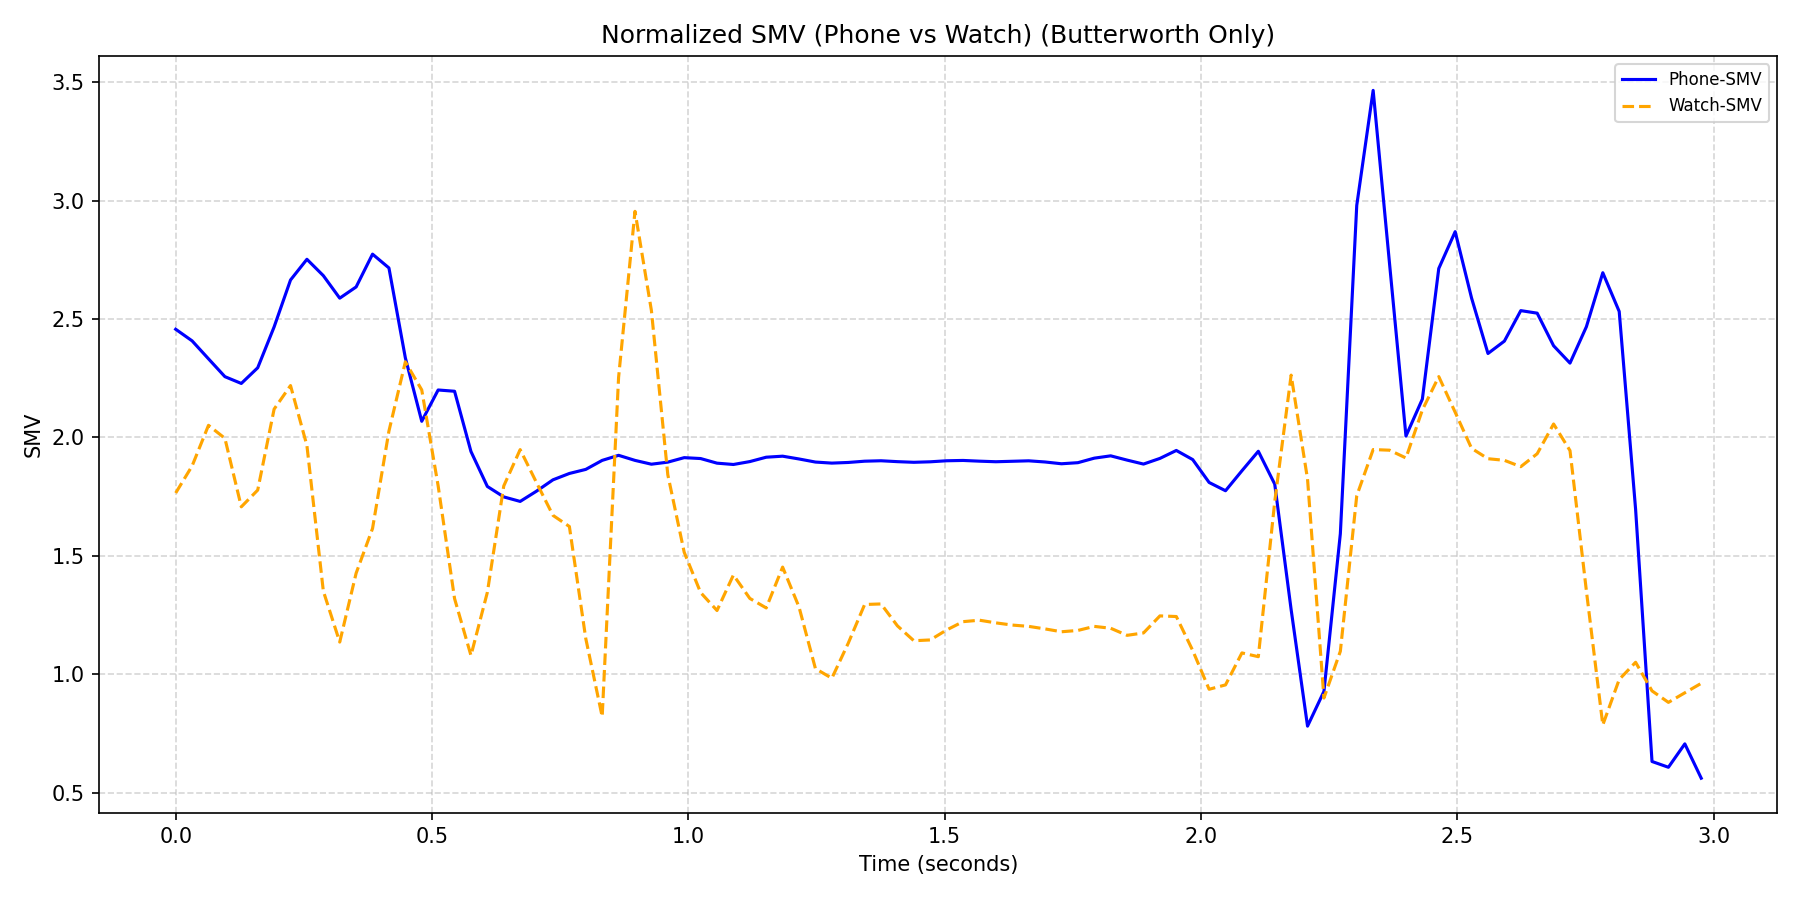 Normalized SMV (Phone vs Watch) (Butterworth Only)
Phone-SMV
Watch-SMV
SMV
3.5
3.0
2.5
2.0
1.5
1.0
0.5
0.0 0.5 1.0 1.5 2.0 2.5 3.0
Time (seconds)